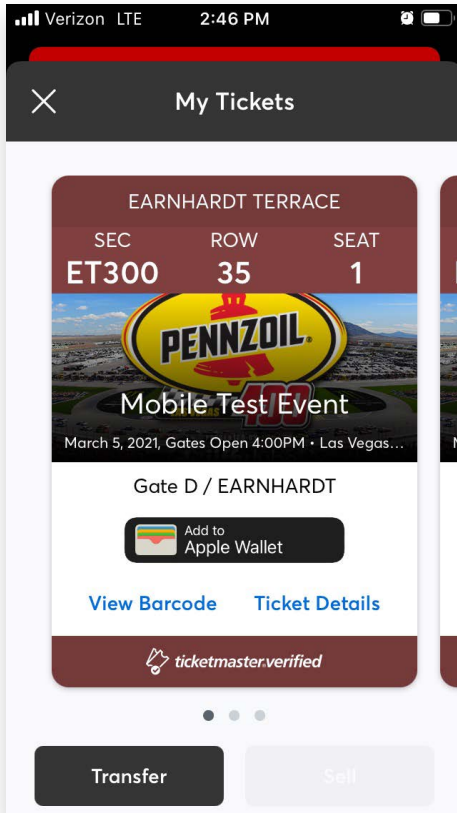 Verizon LTE 2:46 PM
My Tickets
EARNHARDT TERRACE
SEC ROW SEAT
ET300 35 1
PENNZOIL
Mobile Test Event
March 5, 2021, Gates Open 4:00PM • Las Vegas...
Gate D / EARNHARDT
Add to
Apple Wallet
View Barcode Ticket Details
ticketmaster.verified
Transfer Sell